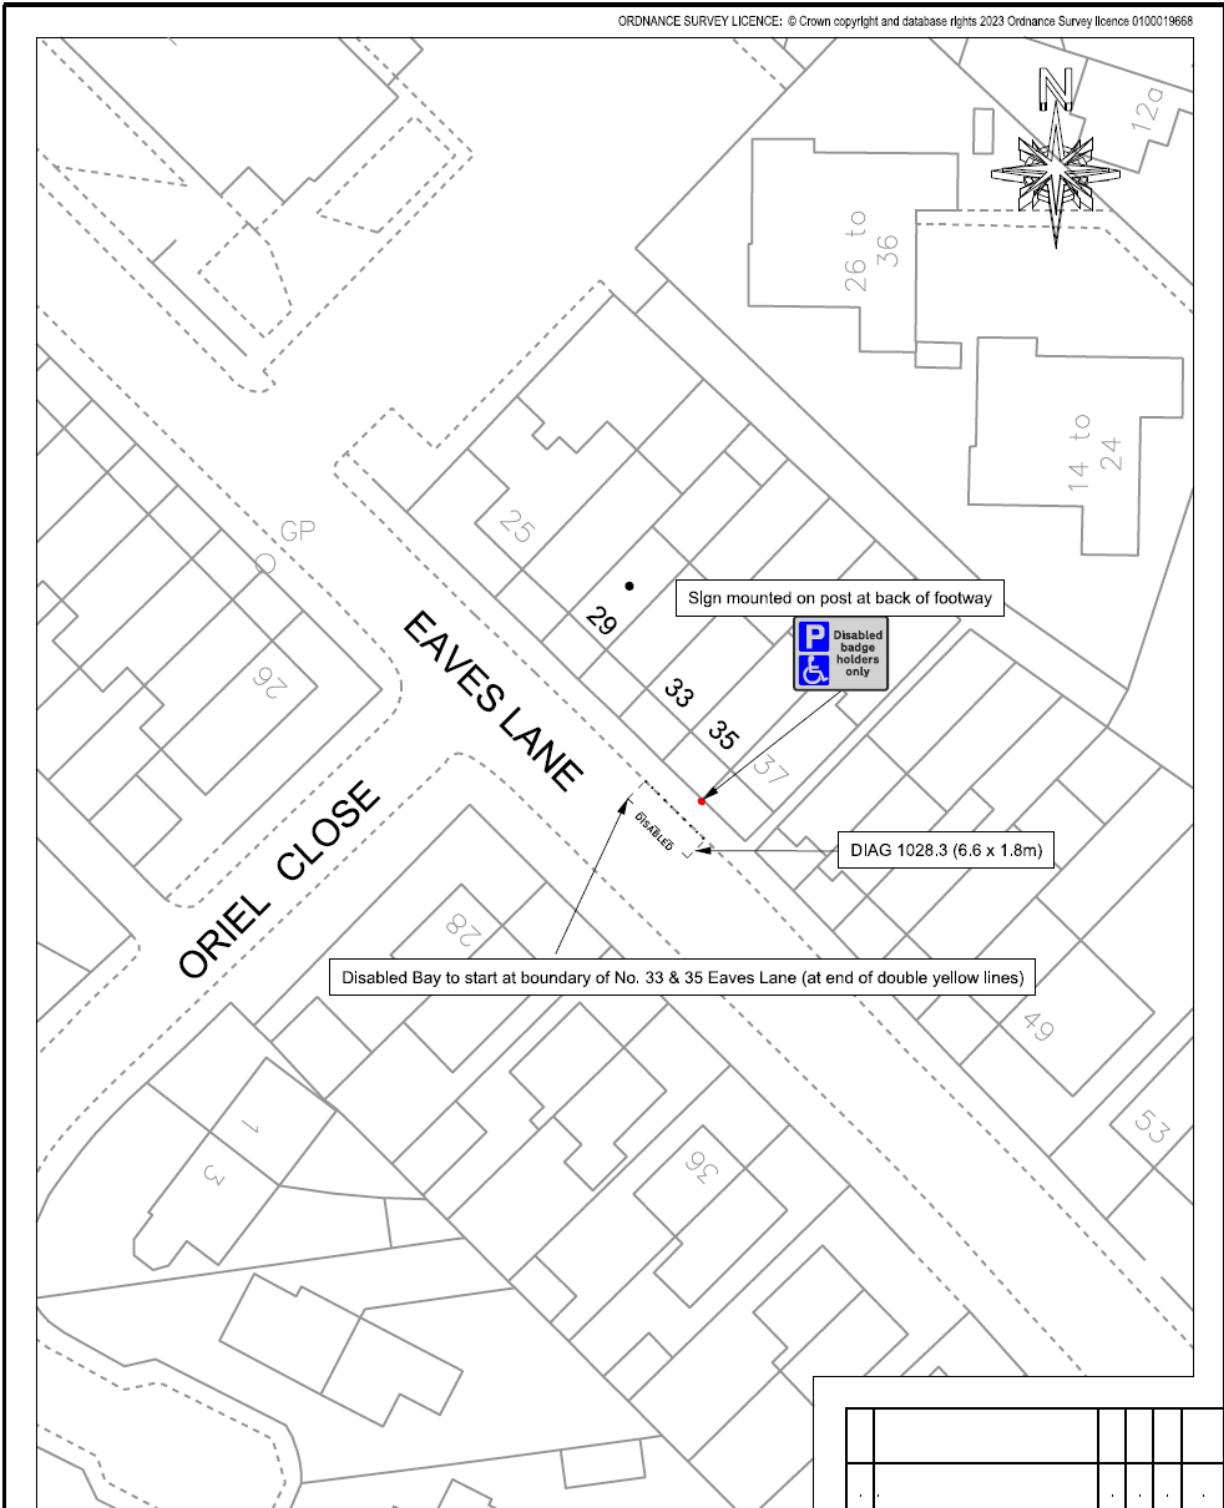 ORDNANCE SURVEY LICENCE: © Crown copyright and database rights 2023 Ordnance Survey licence 0100019668
N
12a
26 to
36
14 to
24
GP
25
29
Sign mounted on post at back of footway
P
Disabled
badge
holders
only
EAVES LANE
26
33
35
37
DISABLED
DIAG 1028.3 (6.6 x 1.8m)
ORIEL CLOSE
28
Disabled Bay to start at boundary of No. 33 & 35 Eaves Lane (at end of double yellow lines)
49
53
1
3
36